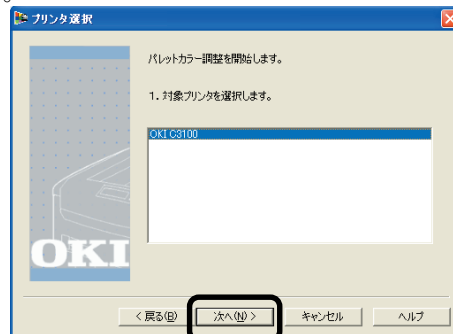 プリンタ選択
パレットカラー調整を開始します。
1. 対象プリンタを選択します。
OKI C3100
OKI
< 戻る(B) 次へ(N) > キャンセル ヘルプ